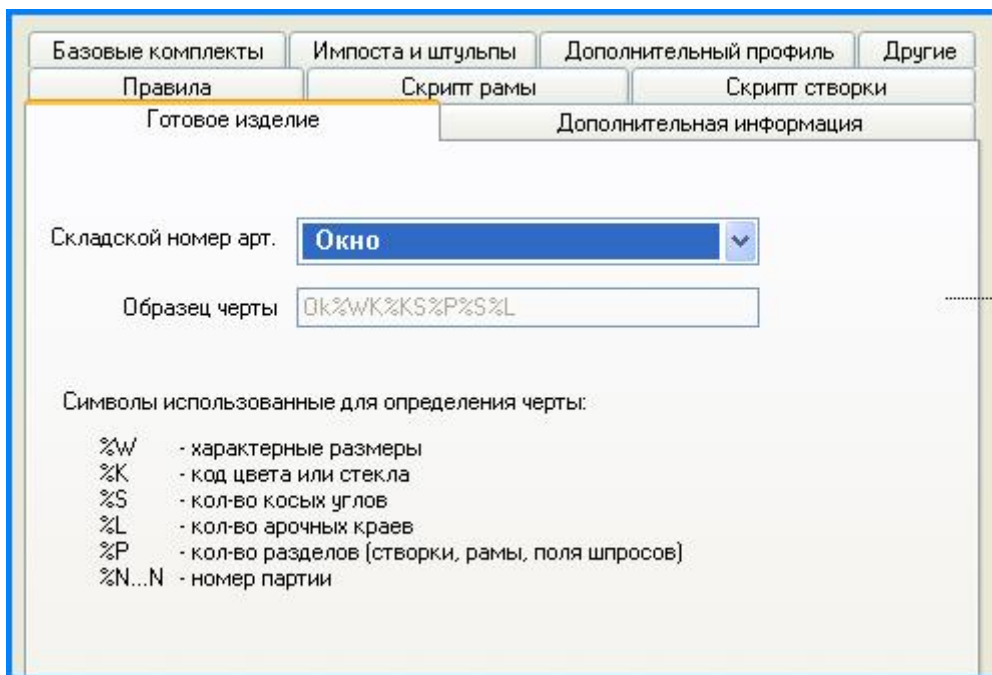 Базовые комплекты Импоста и штульпы Дополнительный профиль Другие
Правила Скрипт рамы Скрипт створки
Готовое изделие Дополнительная информация
Складской номер арт. Окно
Образец черты Ok%WK%KS%P%S%L
Символы использованные для определения черты:
%W - характерные размеры
%K - код цвета или стекла
%S - кол-во косых углов
%L - кол-во арочных краев
%P - кол-во разделов (створки, рамы, поля шпросов)
%N...N - номер партии